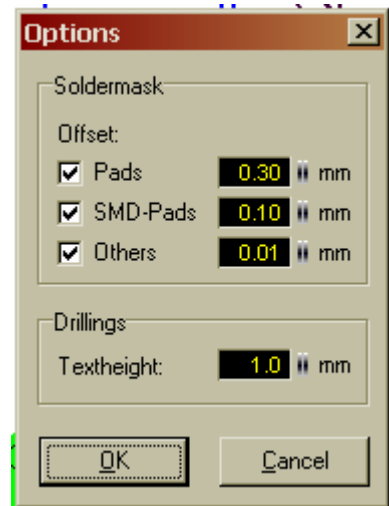 Options
Soldermask
Offset:
Pads 0.30 mm
SMD-Pads 0.10 mm
Others 0.01 mm
Drillings
Textheight: 1.0 mm
OK Cancel